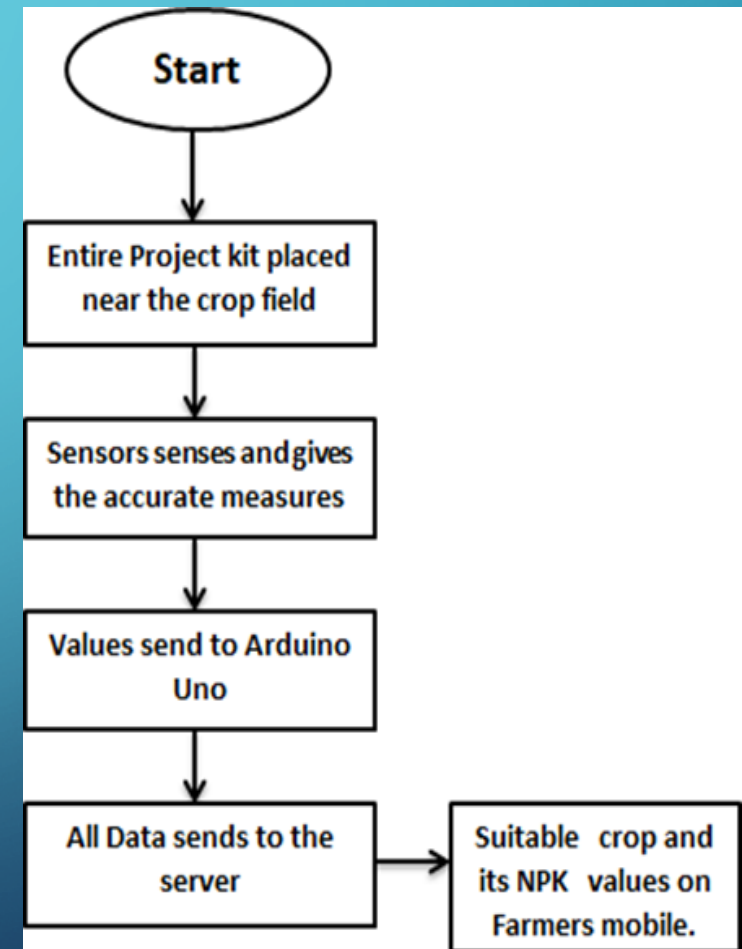 Start
Entire Project kit placed
near the crop field
Sensors senses and gives
the accurate measures
Values send to Arduino
Uno
All Data sends to the
server
Suitable crop and
its NPK values on
Farmers mobile.